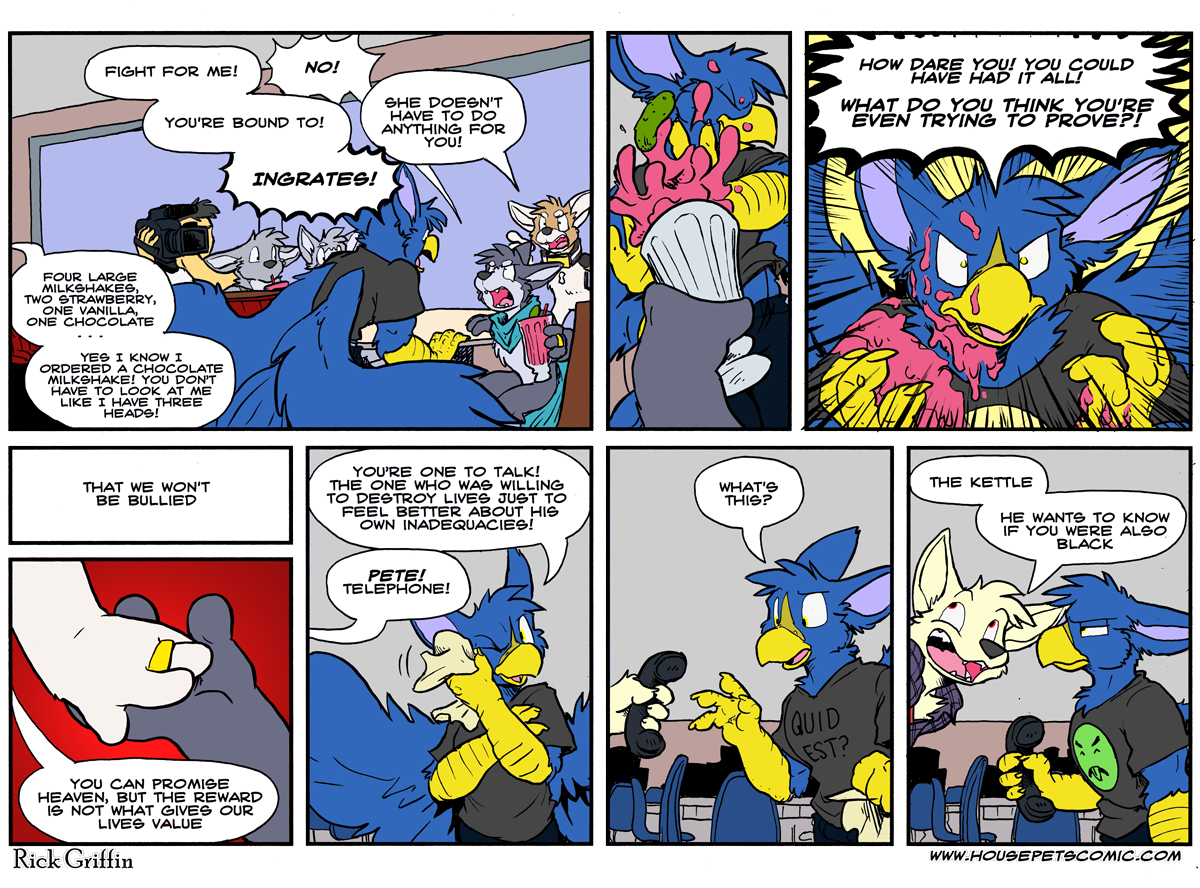 FIGHT FOR ME!
NO!
YOU'RE BOUND TO!
SHE DOESN'T
HAVE TO DO
ANYTHING FOR
YOU!
INGRATES!
FOUR LARGE
MILKSHAKES,
TWO STRAWBERRY,
ONE VANILLA,
ONE CHOCOLATE
. . .
YES I KNOW I
ORDERED A CHOCOLATE
MILKSHAKE! YOU DON'T
HAVE TO LOOK AT ME
LIKE I HAVE THREE
HEADS!
HOW DARE YOU! YOU COULD
HAVE HAD IT ALL!
WHAT DO YOU THINK YOU'RE
EVEN TRYING TO PROVE?!
THAT WE WON'T
BE BULLIED
YOU CAN PROMISE
HEAVEN, BUT THE REWARD
IS NOT WHAT GIVES OUR
LIVES VALUE
YOU'RE ONE TO TALK!
THE ONE WHO WAS WILLING
TO DESTROY LIVES JUST TO
FEEL BETTER ABOUT HIS
OWN INADEQUACIES!
PETE!
TELEPHONE!
WHAT'S
THIS?
QUID
EST?
THE KETTLE
HE WANTS TO KNOW
IF YOU WERE ALSO
BLACK
Rick Griffin
WWW.HOUSEPETSCOMIC.COM